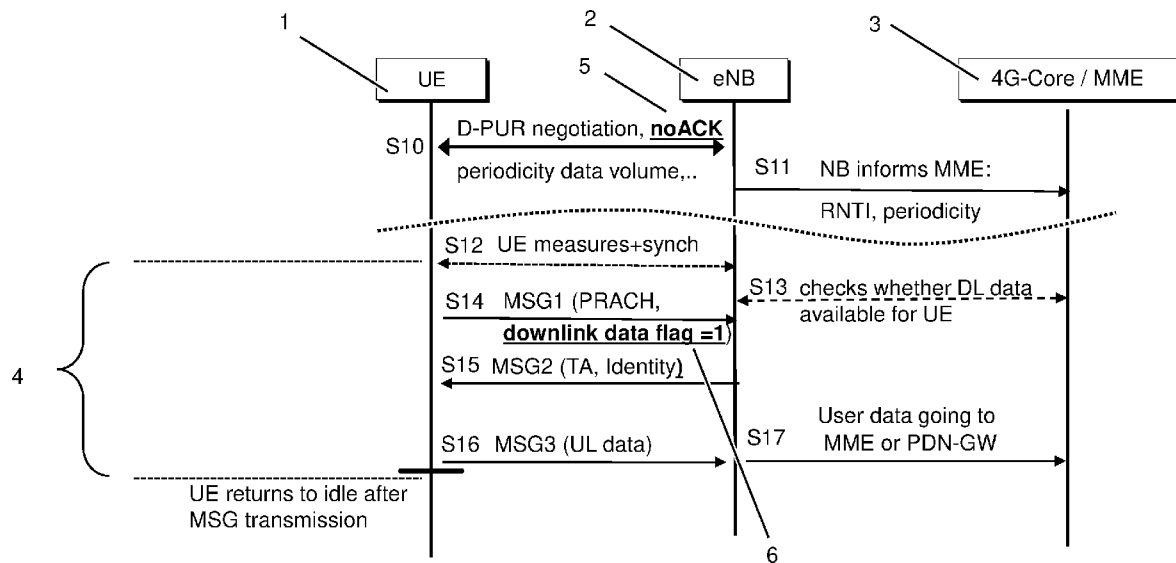 1
2
3
5
UE
eNB
4G-Core / MME
D-PUR negotiation, noACK
S10
periodicity data volume,..
S11 NB informs MME:
RNTI, periodicity
S12 UE measures+synch
S13 checks whether DL data
available for UE
S14 MSG1 (PRACH,
downlink data flag =1)
S15 MSG2 (TA, Identity)
4
User data going to
MME or PDN-GW
S16 MSG3 (UL data)
S17
UE returns to idle after
MSG transmission
6